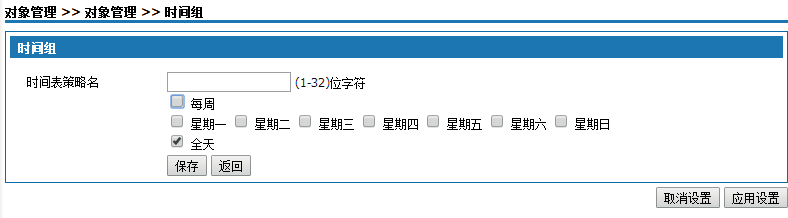 对象管理 >> 对象管理 >> 时间组
时间组
时间表策略名 (1-32)位字符
每周
星期一 星期二 星期三 星期四 星期五 星期六 星期日
全天
保存 返回
取消设置 应用设置